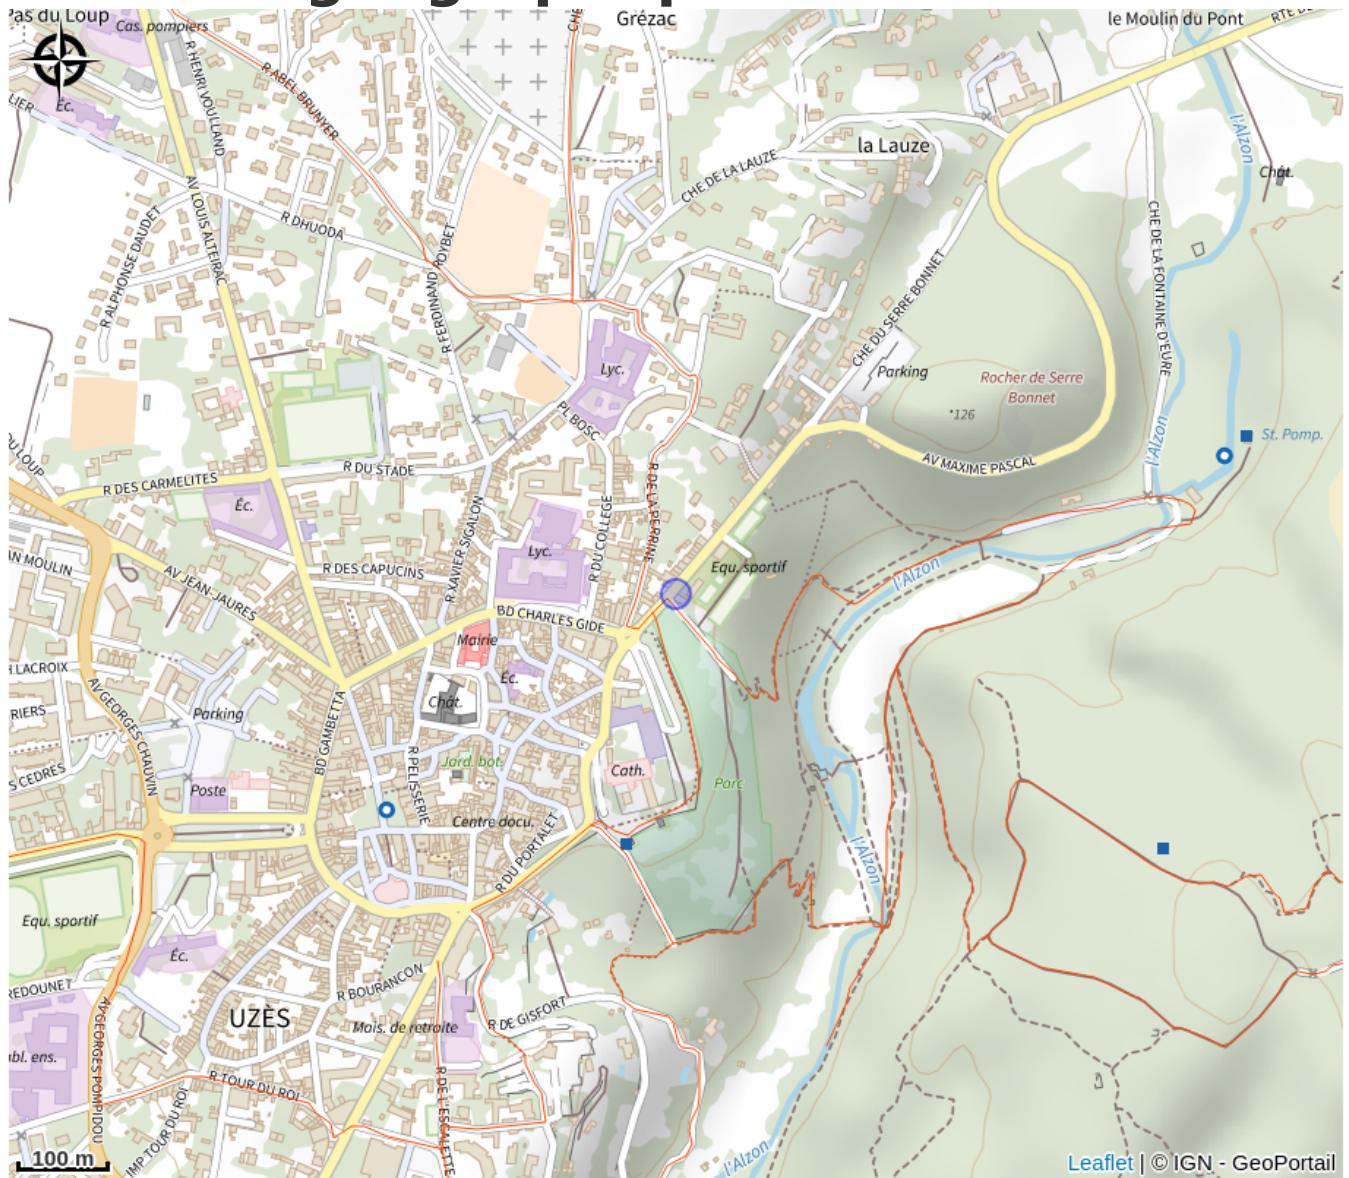 Pas du Loup
Cas. pompiers
Grézac
le Moulin du Pont
Éc.
R HENRI VOULLAND
R ABEL BRUNYER
l'Alzon
la Lauze
CHE DE LA LAUZE
Chât.
AV LOUIS ALTEIRAC
R DHUODA
R ALPHONSE DAUDET
R FERDINAND ROYBET
CHE DE LA FONTAINE D'EURE
CHE DU SERRE BONNET
Parking
Lyc.
Rocher de Serre
Bonnet
126
PL BOSC
l'Alzon
St. Pomp.
AV MAXIME PASCAL
R DU STADE
R DES CARMELITES
Éc.
R XAVIER SIGALON
R DU COLLEGE
R DE LA PERRINE
Lyc.
Equ. sportif
l'Alzon
AV JEAN-JAURES
R DES CAPUCINS
BD CHARLES GIDE
Mairie
Éc.
Chât.
AV GEORGES CHAUVIN
Parking
BD GAMBETTA
R PELISSERIE
Jard. bot.
Cath.
Parc
Poste
Centre docu.
R DU PORTALET
l'Alzon
Equ. sportif
Éc.
R BOURANCON
UZÈS
Mais. de retraite
R DE GISFORT
AV GEORGES POMPIDOU
R TOUR DU ROI
IMP TOUR DU ROI
R DE L'ESCALETTE
l'Alzon
100 m
Leaflet | © IGN - GeoPortail